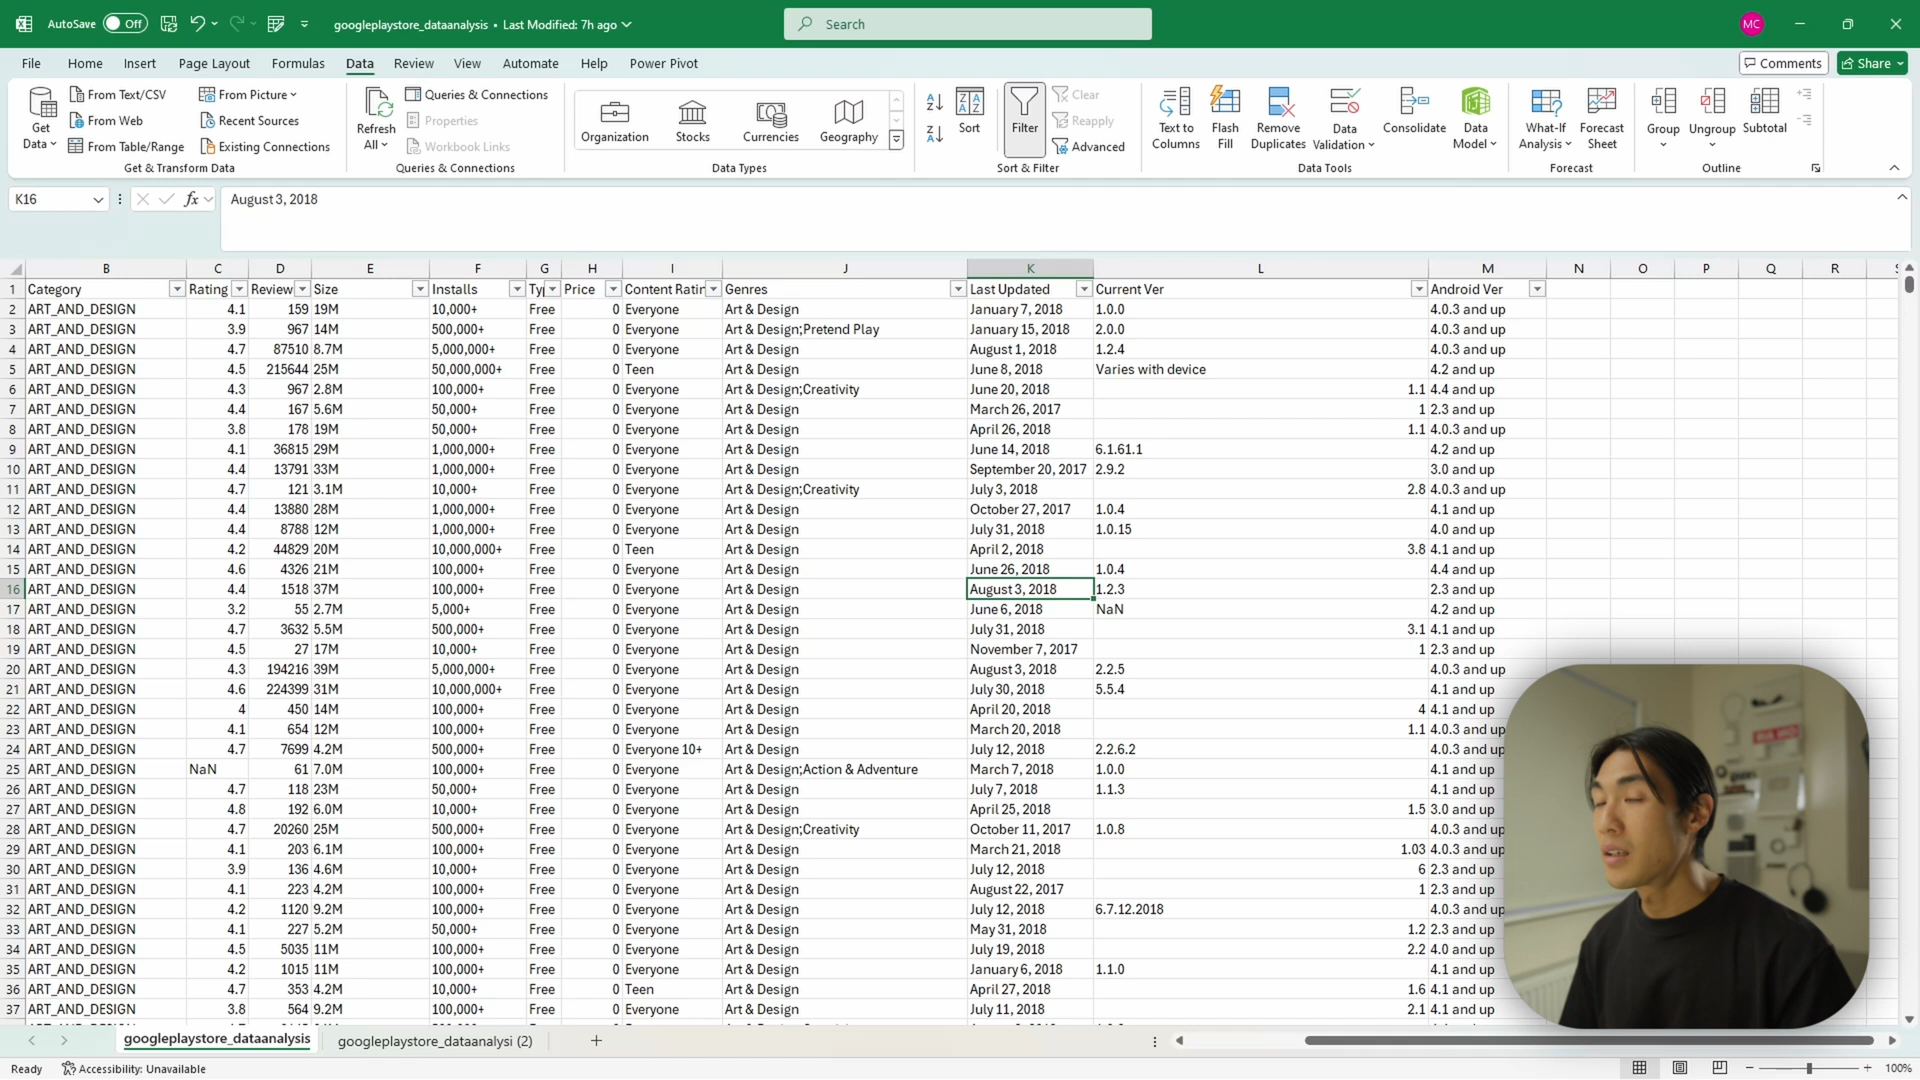 AutoSave Off googleplaystore_dataanalysis • Last Modified: 7h ago Search MC
File Home Insert Page Layout Formulas Data Review View Automate Help Power Pivot Comments Share
Get Data
From Text/CSV
From Web
From Table/Range
From Picture
Recent Sources
Existing Connections
Get & Transform Data
Refresh All
Queries & Connections
Properties
Workbook Links
Queries & Connections
Organization Stocks Currencies Geography
Data Types
Sort Filter
Clear
Reapply
Advanced
Sort & Filter
Text to Columns
Flash Fill
Remove Duplicates
Data Validation
Consolidate
Data Model
Data Tools
What-If Analysis
Forecast Sheet
Forecast
Group Ungroup Subtotal
Outline
K16 fx August 3, 2018
B C D E F G H I J K L M N O P Q R
1 Category Rating Review Size Installs Ty Price Content Ratin Genres Last Updated Current Ver Android Ver
2 ART_AND_DESIGN 4.1 159 19M 10,000+ Free 0 Everyone Art & Design January 7, 2018 1.0.0 4.0.3 and up
3 ART_AND_DESIGN 3.9 967 14M 500,000+ Free 0 Everyone Art & Design;Pretend Play January 15, 2018 2.0.0 4.0.3 and up
4 ART_AND_DESIGN 4.7 87510 8.7M 5,000,000+ Free 0 Everyone Art & Design August 1, 2018 1.2.4 4.0.3 and up
5 ART_AND_DESIGN 4.5 215644 25M 50,000,000+ Free 0 Teen Art & Design June 8, 2018 Varies with device 4.2 and up
6 ART_AND_DESIGN 4.3 967 2.8M 100,000+ Free 0 Everyone Art & Design;Creativity June 20, 2018 1.1 4.4 and up
7 ART_AND_DESIGN 4.4 167 5.6M 50,000+ Free 0 Everyone Art & Design March 26, 2017 1 2.3 and up
8 ART_AND_DESIGN 3.8 178 19M 50,000+ Free 0 Everyone Art & Design April 26, 2018 1.1 4.0.3 and up
9 ART_AND_DESIGN 4.1 36815 29M 1,000,000+ Free 0 Everyone Art & Design June 14, 2018 6.1.61.1 4.2 and up
10 ART_AND_DESIGN 4.4 13791 33M 1,000,000+ Free 0 Everyone Art & Design September 20, 2017 2.9.2 3.0 and up
11 ART_AND_DESIGN 4.7 121 3.1M 10,000+ Free 0 Everyone Art & Design;Creativity July 3, 2018 2.8 4.0.3 and up
12 ART_AND_DESIGN 4.4 13880 28M 1,000,000+ Free 0 Everyone Art & Design October 27, 2017 1.0.4 4.1 and up
13 ART_AND_DESIGN 4.4 8788 12M 1,000,000+ Free 0 Everyone Art & Design July 31, 2018 1.0.15 4.0 and up
14 ART_AND_DESIGN 4.2 44829 20M 10,000,000+ Free 0 Teen Art & Design April 2, 2018 3.8 4.1 and up
15 ART_AND_DESIGN 4.6 4326 21M 100,000+ Free 0 Everyone Art & Design June 26, 2018 1.0.4 4.4 and up
16 ART_AND_DESIGN 4.4 1518 37M 100,000+ Free 0 Everyone Art & Design August 3, 2018 1.2.3 2.3 and up
17 ART_AND_DESIGN 3.2 55 2.7M 5,000+ Free 0 Everyone Art & Design June 6, 2018 NaN 4.2 and up
18 ART_AND_DESIGN 4.7 3632 5.5M 500,000+ Free 0 Everyone Art & Design July 31, 2018 3.1 4.1 and up
19 ART_AND_DESIGN 4.5 27 17M 10,000+ Free 0 Everyone Art & Design November 7, 2017 1 2.3 and up
20 ART_AND_DESIGN 4.3 194216 39M 5,000,000+ Free 0 Everyone Art & Design August 3, 2018 2.2.5 4.0.3 and up
21 ART_AND_DESIGN 4.6 224399 31M 10,000,000+ Free 0 Everyone Art & Design July 30, 2018 5.5.4 4.1 and up
22 ART_AND_DESIGN 4 450 14M 100,000+ Free 0 Everyone Art & Design April 20, 2018 4 4.1 and up
23 ART_AND_DESIGN 4.1 654 12M 100,000+ Free 0 Everyone Art & Design March 20, 2018 1.1 4.0.3 and up
24 ART_AND_DESIGN 4.7 7699 4.2M 500,000+ Free 0 Everyone 10+ Art & Design July 12, 2018 2.2.6.2 4.0.3 and up
25 ART_AND_DESIGN NaN 61 7.0M 100,000+ Free 0 Everyone Art & Design;Action & Adventure March 7, 2018 1.0.0 4.1 and up
26 ART_AND_DESIGN 4.7 118 23M 50,000+ Free 0 Everyone Art & Design July 7, 2018 1.1.3 4.1 and up
27 ART_AND_DESIGN 4.8 192 6.0M 10,000+ Free 0 Everyone Art & Design April 25, 2018 1.5 3.0 and up
28 ART_AND_DESIGN 4.7 20260 25M 500,000+ Free 0 Everyone Art & Design;Creativity October 11, 2017 1.0.8 4.0.3 and up
29 ART_AND_DESIGN 4.1 203 6.1M 100,000+ Free 0 Everyone Art & Design March 21, 2018 1.03 4.0.3 and up
30 ART_AND_DESIGN 3.9 136 4.6M 10,000+ Free 0 Everyone Art & Design July 12, 2018 6 2.3 and up
31 ART_AND_DESIGN 4.1 223 4.2M 100,000+ Free 0 Everyone Art & Design August 22, 2017 1 2.3 and up
32 ART_AND_DESIGN 4.2 1120 9.2M 100,000+ Free 0 Everyone Art & Design July 12, 2018 6.7.12.2018 4.0.3 and up
33 ART_AND_DESIGN 4.1 227 5.2M 50,000+ Free 0 Everyone Art & Design May 31, 2018 1.2 2.3 and up
34 ART_AND_DESIGN 4.5 5035 11M 100,000+ Free 0 Everyone Art & Design July 19, 2018 2.2 4.0 and up
35 ART_AND_DESIGN 4.2 1015 11M 100,000+ Free 0 Everyone Art & Design January 6, 2018 1.1.0 4.1 and up
36 ART_AND_DESIGN 4.7 353 4.2M 10,000+ Free 0 Teen Art & Design April 27, 2018 1.6 4.1 and up
37 ART_AND_DESIGN 3.8 564 9.2M 100,000+ Free 0 Everyone Art & Design July 11, 2018 2.1 4.1 and up
googleplaystore_dataanalysis googleplaystore_dataanalysi (2)
Ready Accessibility: Unavailable 100%